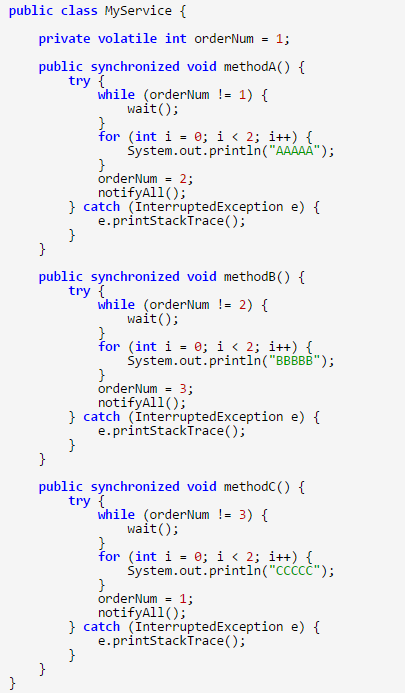 public class MyService {
private volatile int orderNum = 1;
public synchronized void methodA() {
try {
while (orderNum != 1) {
wait();
}
for (int i = 0; i < 2; i++) {
System.out.println("AAAAA");
}
orderNum = 2;
notifyAll();
} catch (InterruptedException e) {
e.printStackTrace();
}
}
public synchronized void methodB() {
try {
while (orderNum != 2) {
wait();
}
for (int i = 0; i < 2; i++) {
System.out.println("BBBBB");
}
orderNum = 3;
notifyAll();
} catch (InterruptedException e) {
e.printStackTrace();
}
}
public synchronized void methodC() {
try {
while (orderNum != 3) {
wait();
}
for (int i = 0; i < 2; i++) {
System.out.println("CCCCC");
}
orderNum = 1;
notifyAll();
} catch (InterruptedException e) {
e.printStackTrace();
}
}
}